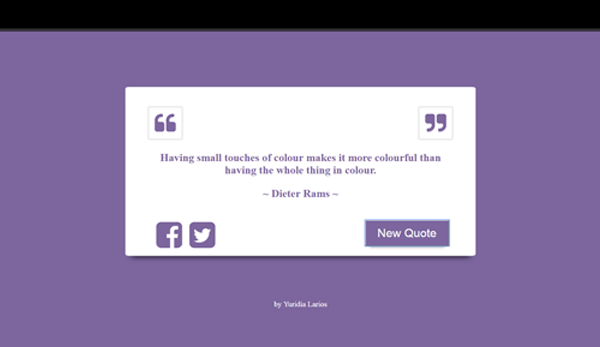 Having small touches of colour makes it more colourful than
having the whole thing in colour.
~ Dieter Rams ~
New Quote
by Yuridia Larios